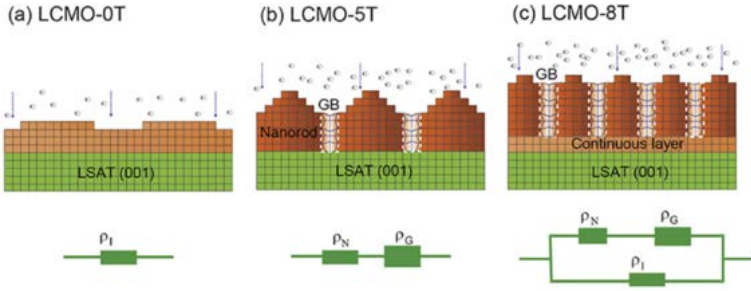 (a) LCMO-0T
(b) LCMO-5T
(c) LCMO-8T
GB
GB
Nanorod
Continuous layer
LSAT (001)
LSAT (001)
LSAT (001)
ρI
ρN
ρG
ρN
ρG
ρI